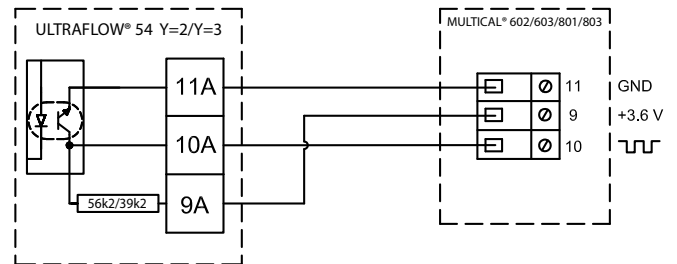 ULTRAFLOW® 54 Y=2/Y=3
MULTICAL® 602/603/801/803
11A
11 GND
9 +3.6 V
10A
10
56k2/39k2
9A